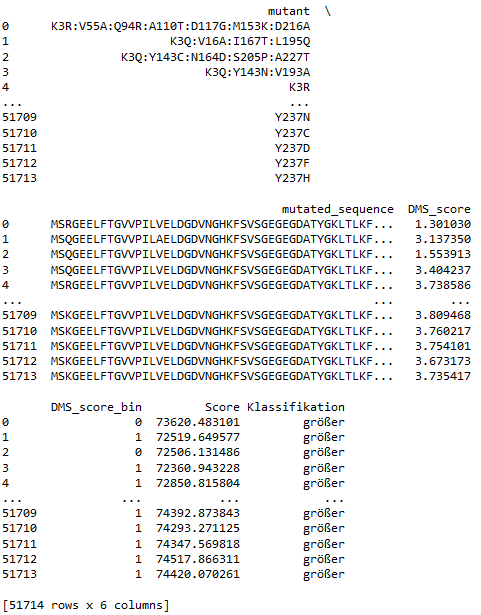 mutant \
0 K3R:V55A:Q94R:A110T:D117G:M153K:D216A
1 K3Q:V16A:I167T:L195Q
2 K3Q:Y143C:N164D:S205P:A227T
3 K3Q:Y143N:V193A
4 K3R
... ...
51709 Y237N
51710 Y237C
51711 Y237D
51712 Y237F
51713 Y237H
mutated_sequence DMS_score
0 MSRGEELFTGVVPILVELDGDVNGHKFSVSGEGEGDATYGKLTLKF... 1.301030
1 MSQGEELFTGVVPILAELDGDVNGHKFSVSGEGEGDATYGKLTLKF... 3.137350
2 MSQGEELFTGVVPILVELDGDVNGHKFSVSGEGEGDATYGKLTLKF... 1.553913
3 MSQGEELFTGVVPILVELDGDVNGHKFSVSGEGEGDATYGKLTLKF... 3.404237
4 MSRGEELFTGVVPILVELDGDVNGHKFSVSGEGEGDATYGKLTLKF... 3.738586
... ... ...
51709 MSKGEELFTGVVPILVELDGDVNGHKFSVSGEGEGDATYGKLTLKF... 3.809468
51710 MSKGEELFTGVVPILVELDGDVNGHKFSVSGEGEGDATYGKLTLKF... 3.760217
51711 MSKGEELFTGVVPILVELDGDVNGHKFSVSGEGEGDATYGKLTLKF... 3.754101
51712 MSKGEELFTGVVPILVELDGDVNGHKFSVSGEGEGDATYGKLTLKF... 3.673173
51713 MSKGEELFTGVVPILVELDGDVNGHKFSVSGEGEGDATYGKLTLKF... 3.735417
DMS_score_bin Score Klassifikation
0 0 73620.483101 größer
1 1 72519.649577 größer
2 0 72506.131486 größer
3 1 72360.943228 größer
4 1 72850.815804 größer
... ... ... ...
51709 1 74392.873843 größer
51710 1 74293.271125 größer
51711 1 74347.569818 größer
51712 1 74517.866311 größer
51713 1 74420.070261 größer
[51714 rows x 6 columns]